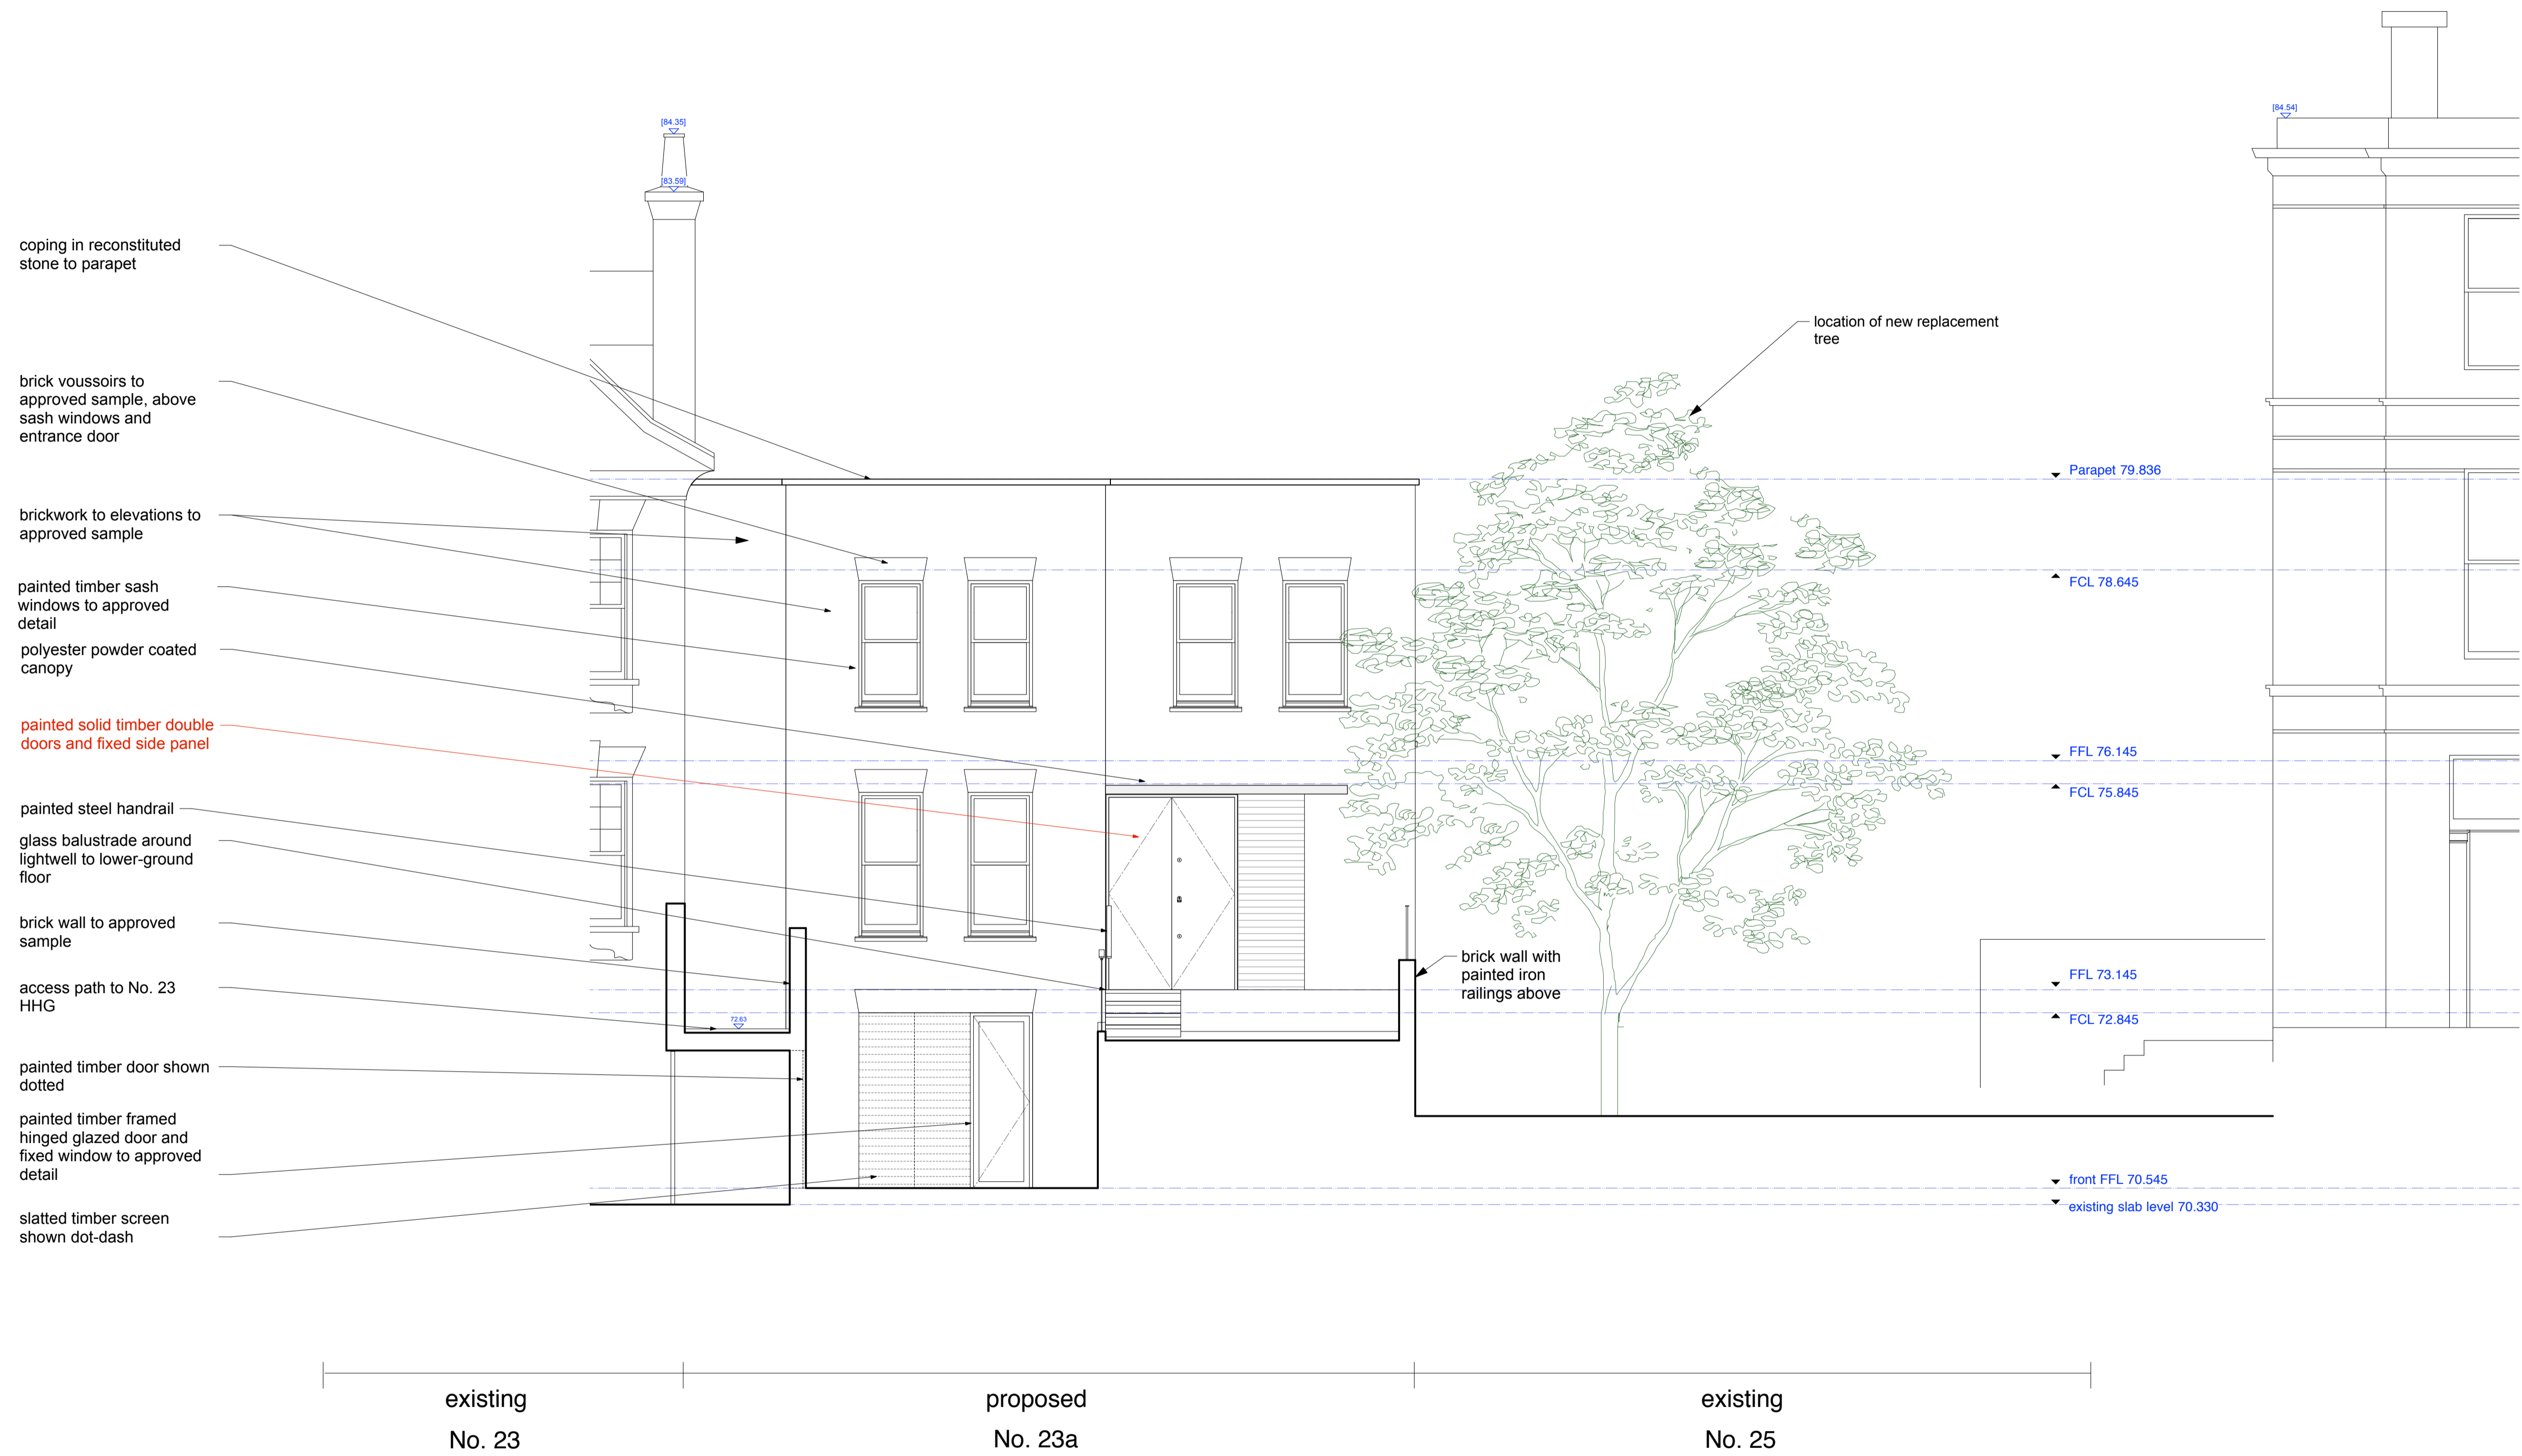 [84.35]
[83.59]
[84.54]
coping in reconstituted
stone to parapet
brick voussoirs to
approved sample, above
sash windows and
entrance door
brickwork to elevations to
approved sample
painted timber sash
windows to approved
detail
polyester powder coated
canopy
painted solid timber double
doors and fixed side panel
painted steel handrail
glass balustrade around
lightwell to lower-ground
floor
brick wall to approved
sample
access path to No. 23
HHG
painted timber door shown
dotted
painted timber framed
hinged glazed door and
fixed window to approved
detail
slatted timber screen
shown dot-dash
72.63
location of new replacement
tree
brick wall with
painted iron
railings above
Parapet 79.836
FCL 78.645
FFL 76.145
FCL 75.845
FFL 73.145
FCL 72.845
front FFL 70.545
existing slab level 70.330
existing
No. 23
proposed
No. 23a
existing
No. 25